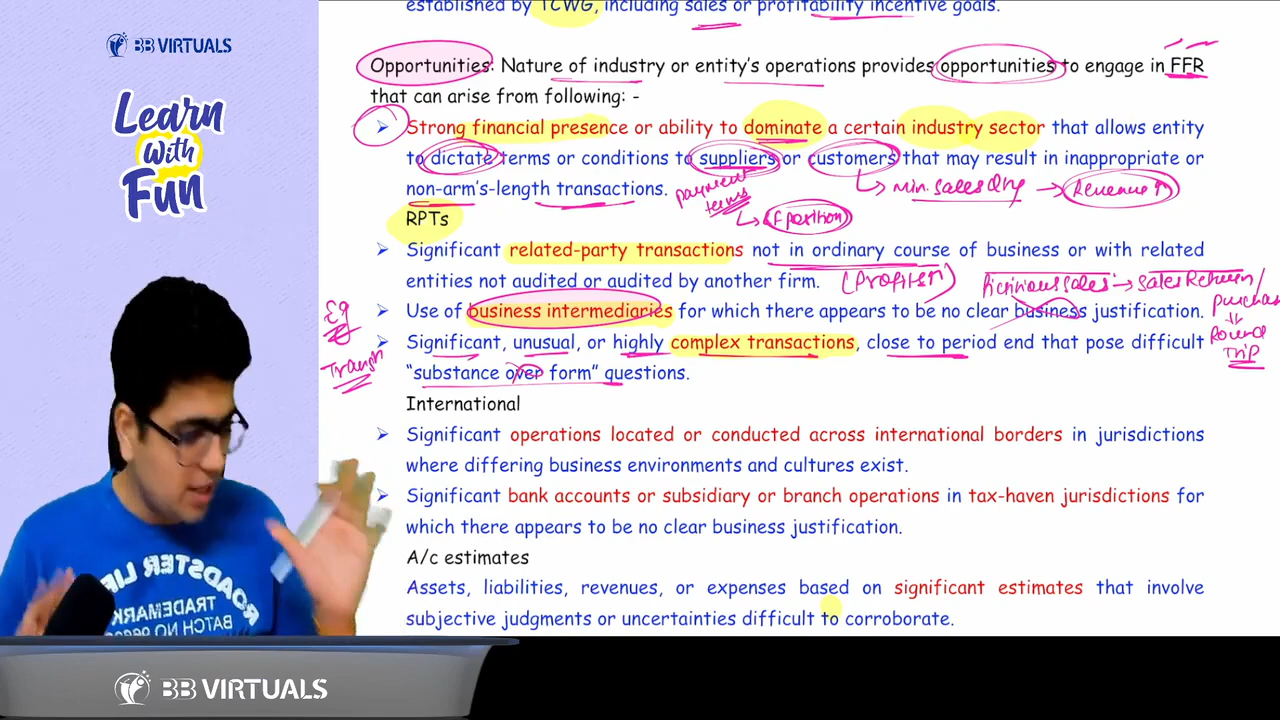 established by TCWG, including sales or profitability incentive goals.
BB VIRTUALS
Learn
With
Fun
Opportunities: Nature of industry or entity's operations provides opportunities to engage in FFR
that can arise from following: -
Strong financial presence or ability to dominate a certain industry sector that allows entity
to dictate terms or conditions to suppliers or customers that may result in inappropriate or
non-arm's-length transactions.
payment
terms
F position
min. sales qty → Revenue ↑
RPTs
Significant related-party transactions not in ordinary course of business or with related
entities not audited or audited by another firm.
Fictitious sales → Sales Return/
Round
Trip
Use of business intermediaries for which there appears to be no clear business justification.
Eg
Significant, unusual, or highly complex transactions, close to period end that pose difficult
"substance over form" questions.
International
Significant operations located or conducted across international borders in jurisdictions
where differing business environments and cultures exist.
Significant bank accounts or subsidiary or branch operations in tax-haven jurisdictions for
which there appears to be no clear business justification.
A/c estimates
Assets, liabilities, revenues, or expenses based on significant estimates that involve
subjective judgments or uncertainties difficult to corroborate.
ROADSTER LIFE
TRADEMARK
BATCH NO
BB VIRTUALS